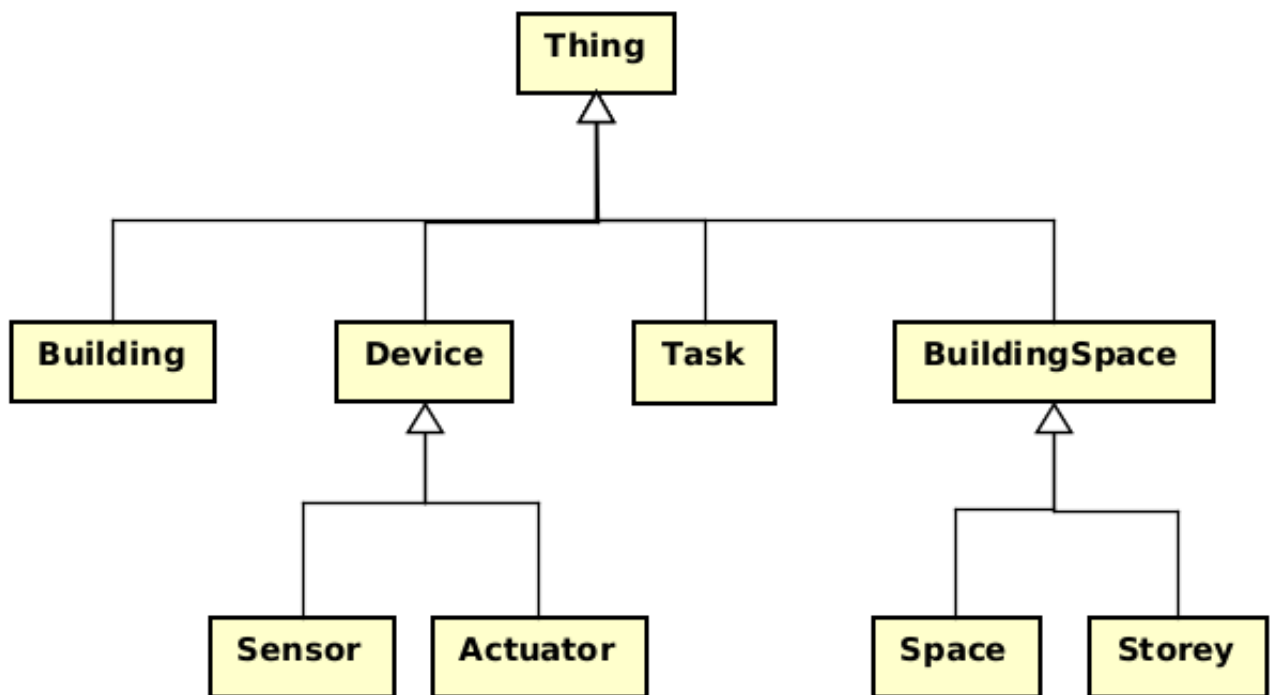 Thing
Building
Device
Task
BuildingSpace
Sensor
Actuator
Space
Storey